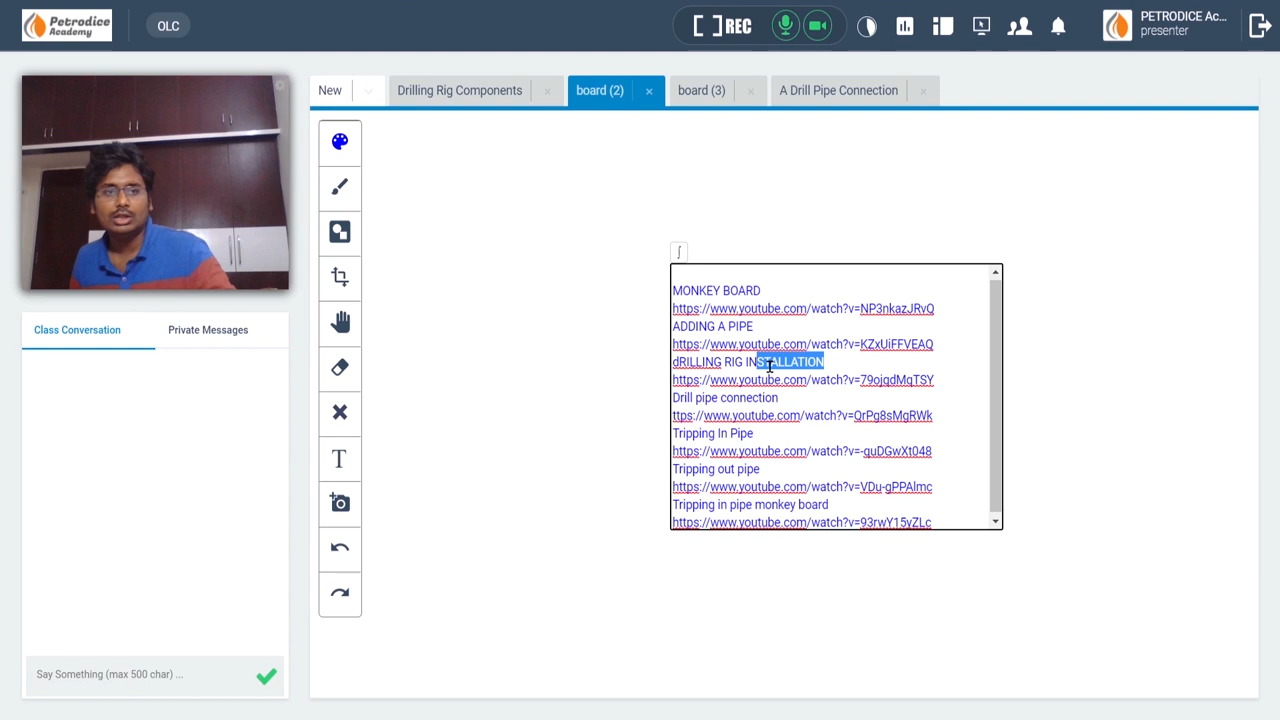 Petrodice
Academy
OLC
REC
PETRODICE Ac...
presenter
New
Drilling Rig Components
board (2)
board (3)
A Drill Pipe Connection
Class Conversation
Private Messages
T
∫
MONKEY BOARD
https://www.youtube.com/watch?v=NP3nkazJRvQ
ADDING A PIPE
https://www.youtube.com/watch?v=KZxUiFFVEAQ
dRILLING RIG INSTALLATION
https://www.youtube.com/watch?v=79ojqdMqTSY
Drill pipe connection
ttps://www.youtube.com/watch?v=QrPg8sMgRWk
Tripping In Pipe
https://www.youtube.com/watch?v=-quDGwXt048
Tripping out pipe
https://www.youtube.com/watch?v=VDu-gPPAlmc
Tripping in pipe monkey board
https://www.youtube.com/watch?v=93rwY15yZLc
Say Something (max 500 char) ...